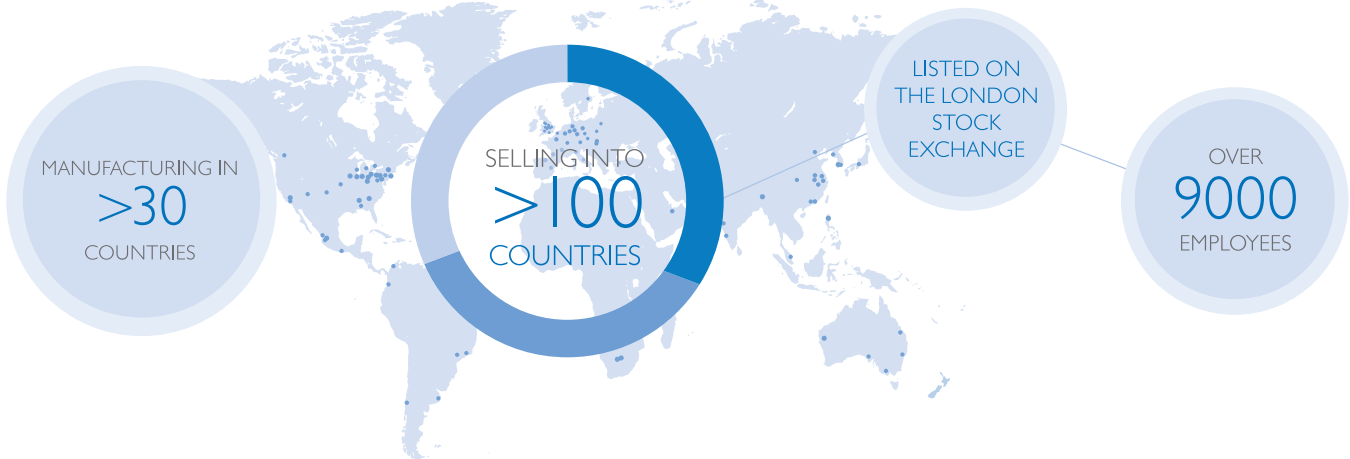 MANUFACTURING IN
>30
COUNTRIES
SELLING INTO
>100
COUNTRIES
LISTED ON
THE LONDON
STOCK
EXCHANGE
OVER
9000
EMPLOYEES